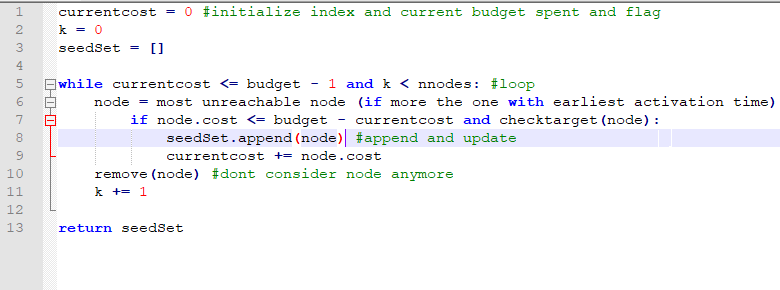 1 currentcost = 0 #initialize index and current budget spent and flag
2 k = 0
3 seedSet = []
4
5 while currentcost <= budget - 1 and k < nnodes: #loop
6     node = most unreachable node (if more the one with earliest activation time)
7         if node.cost <= budget - currentcost and checktarget(node):
8             seedSet.append(node) #append and update
9             currentcost += node.cost
10     remove(node) #dont consider node anymore
11     k += 1
12
13 return seedSet